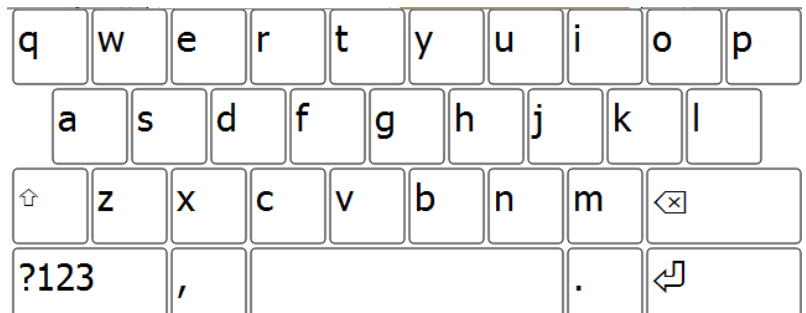 q w e r t y u i o p
a s d f g h j k l
⇧ z x c v b n m ⌫
?123 , . ⏎